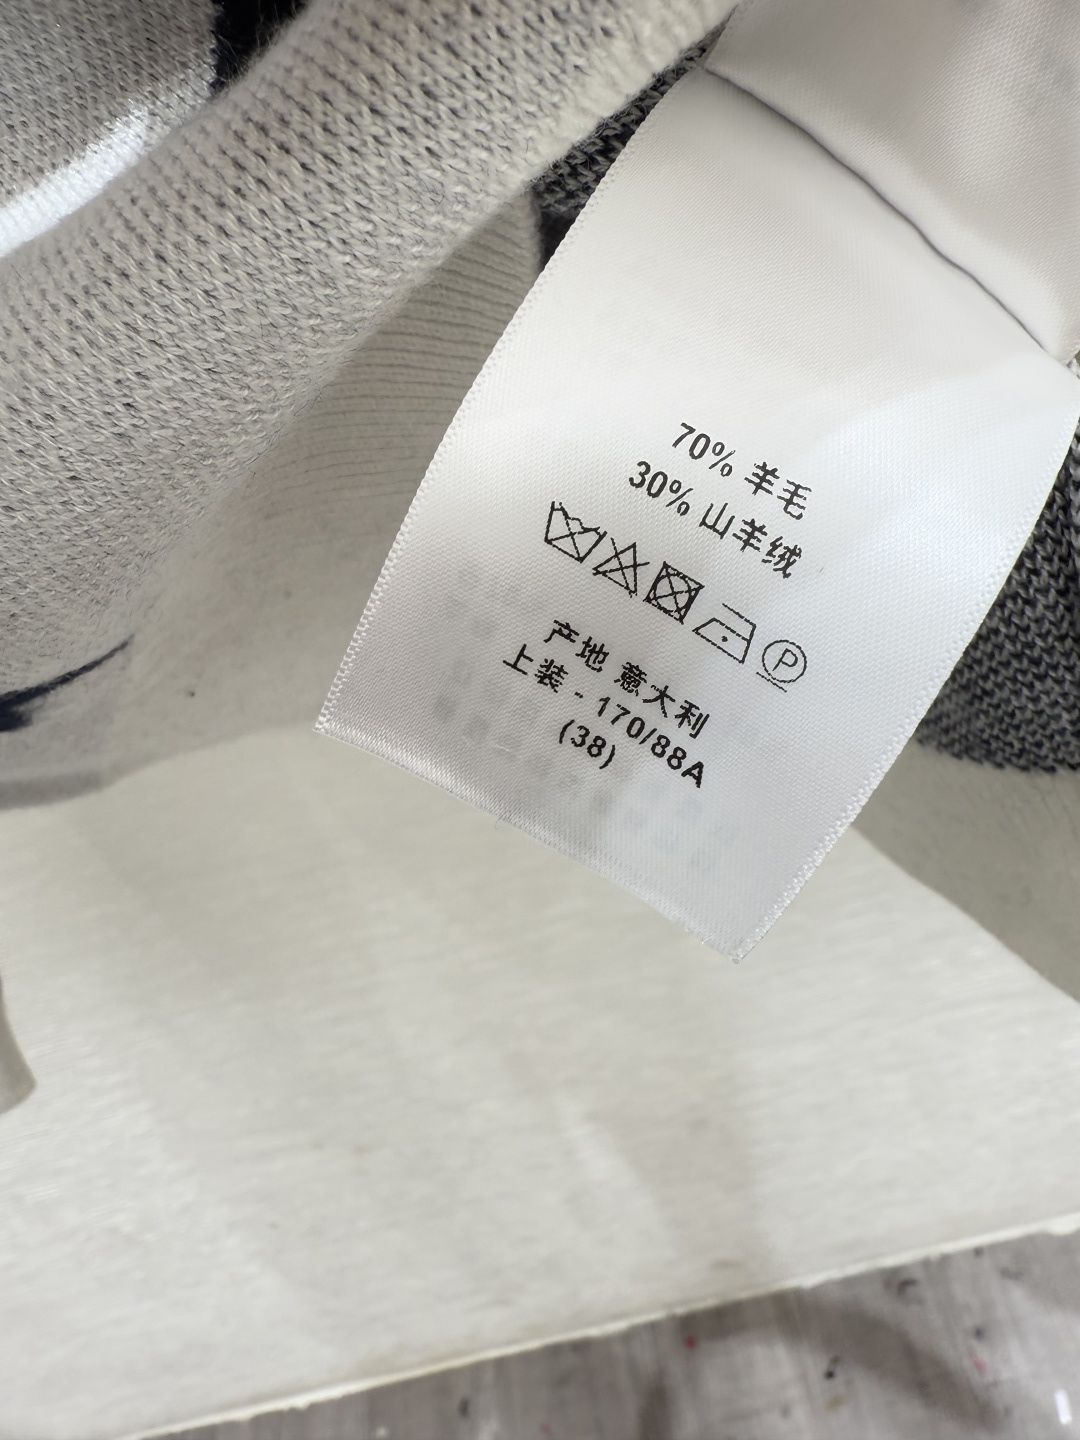 70% 羊毛
30% 山羊绒
P
产地 意大利
上装 - 170/88A
(38)